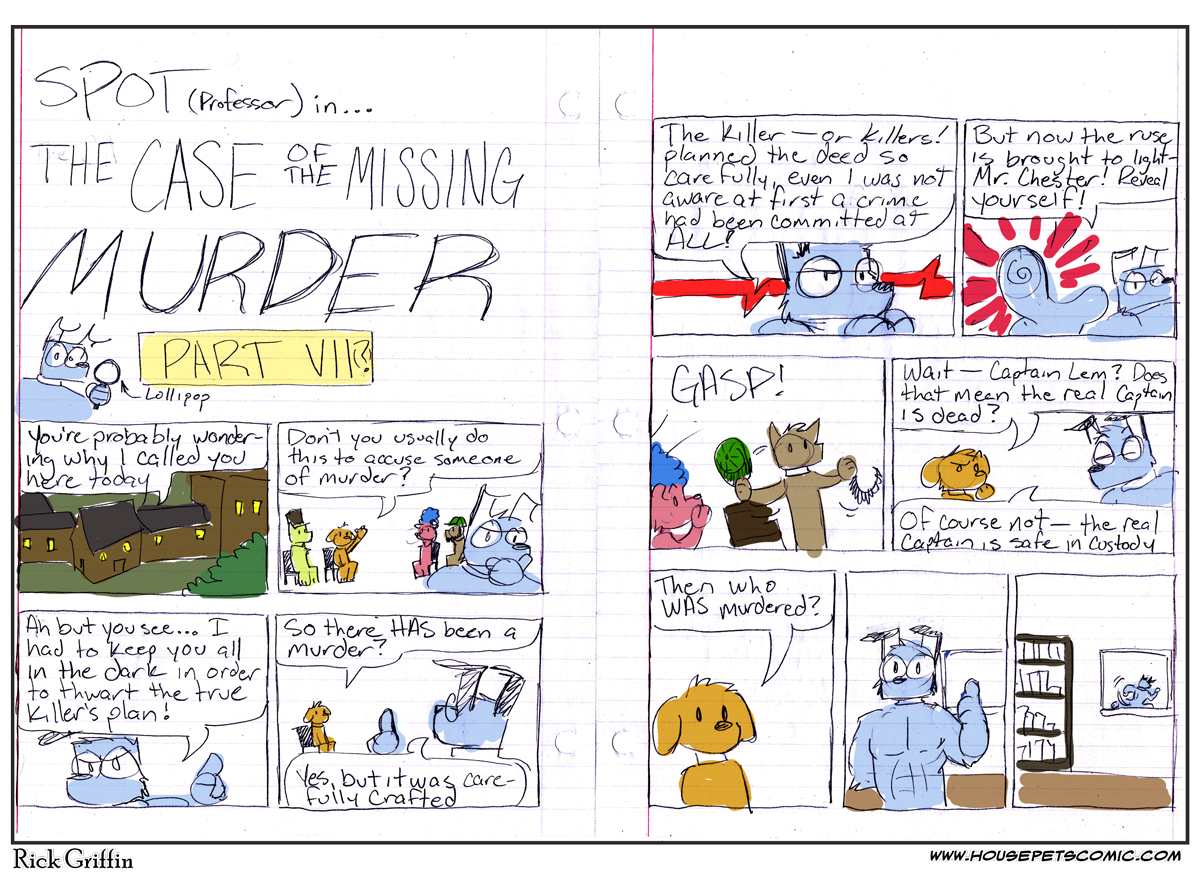 SPOT (Professor) in...
THE CASE OF THE MISSING
MURDER
PART VII?
Lollipop
You're probably wonder-
ing why I called you
here today
Don't you usually do
this to accuse someone
of murder?
Ah but you see... I
had to keep you all
in the dark in order
to thwart the true
killer's plan!
So there HAS been a
murder?
Yes, but it was care-
fully crafted
The killer — or killers!
planned the deed so
carefully, even I was not
aware at first a crime
had been committed at
ALL!
But now the ruse
is brought to light-
Mr. Chester! Reveal
yourself!
GASP!
Wait — Captain Lem? Does
that mean the real Captain
is dead?
Of course not — the real
Captain is safe in custody
Then who
WAS murdered?
Rick Griffin
WWW.HOUSEPETSCOMIC.COM